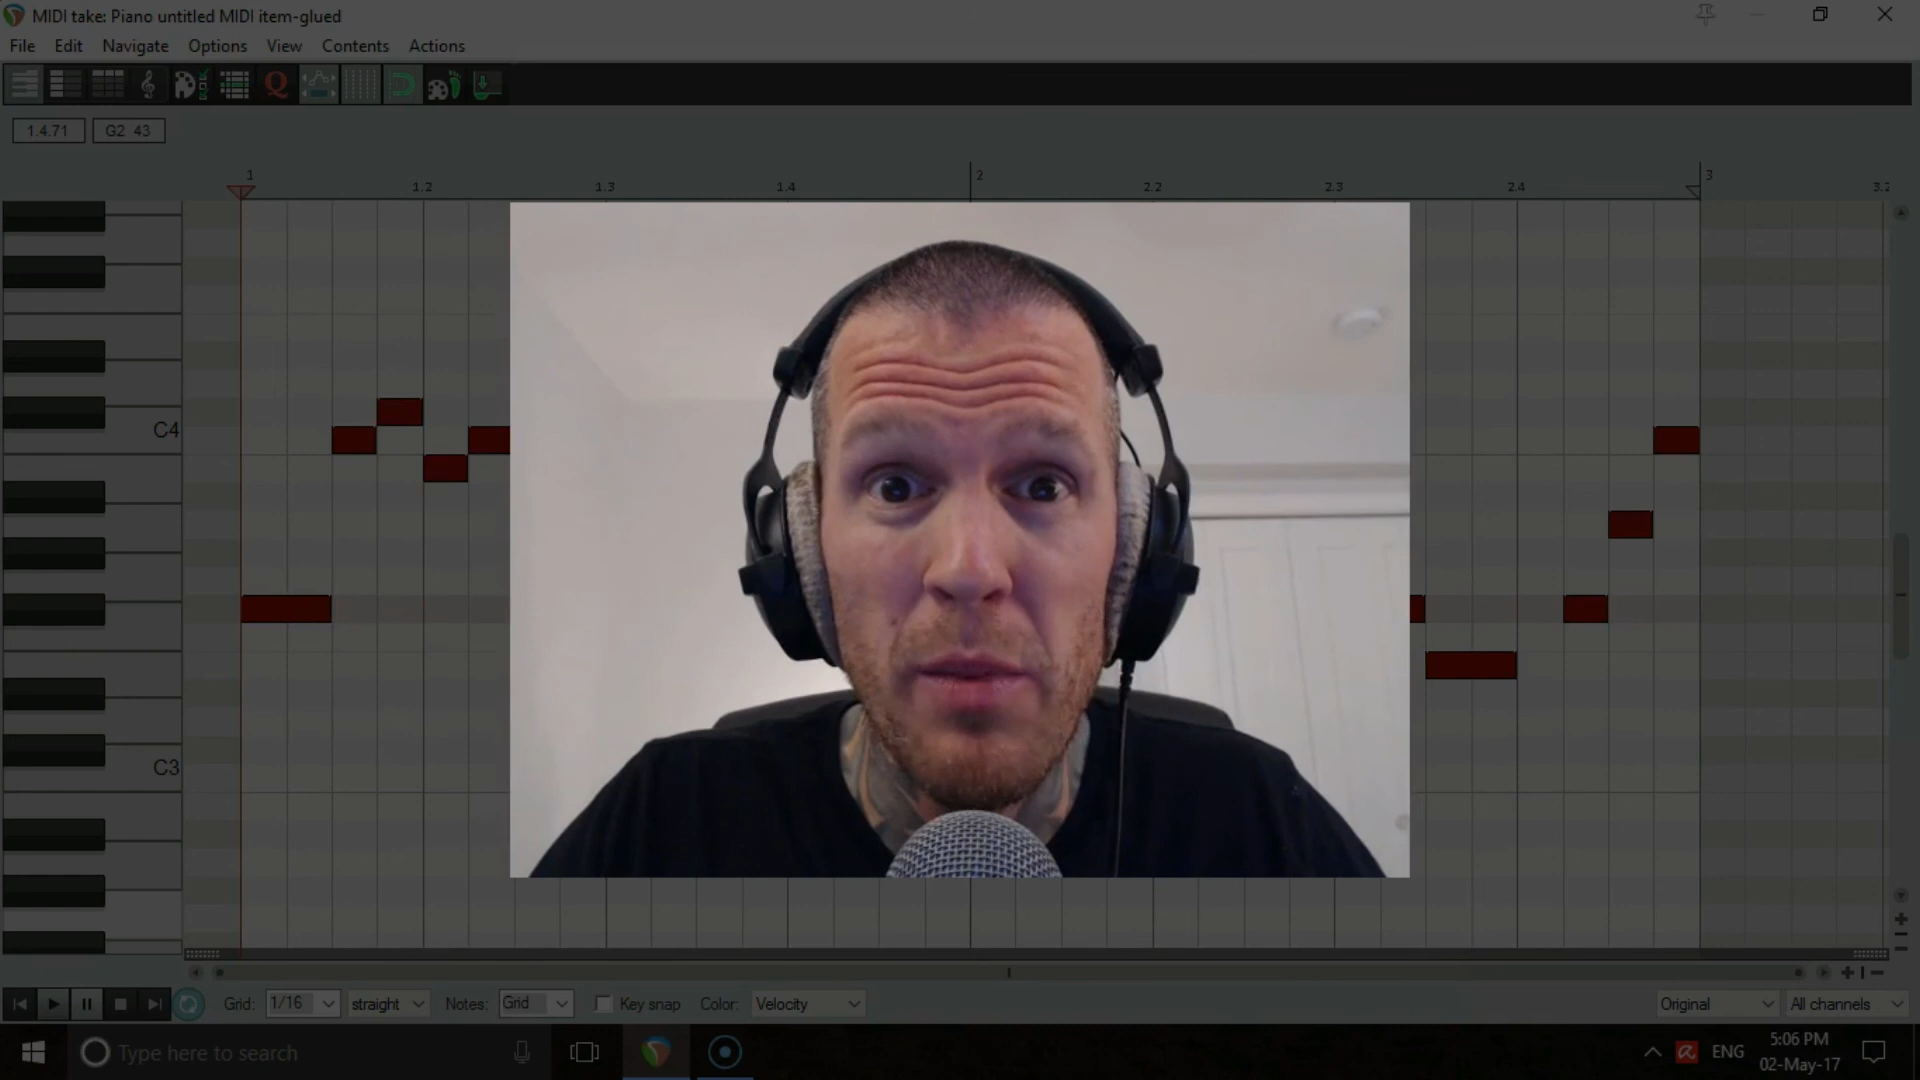 MIDI take: Piano untitled MIDI item-glued
File Edit Navigate Options View Contents Actions
Q
1.4.71 G2 43
1 2 3
1.2 1.3 1.4 2.2 2.3 2.4 3.2
C4
C3
Grid: 1/16 straight Notes: Grid Key snap Color: Velocity Original All channels
Type here to search ENG 5:06 PM
02-May-17